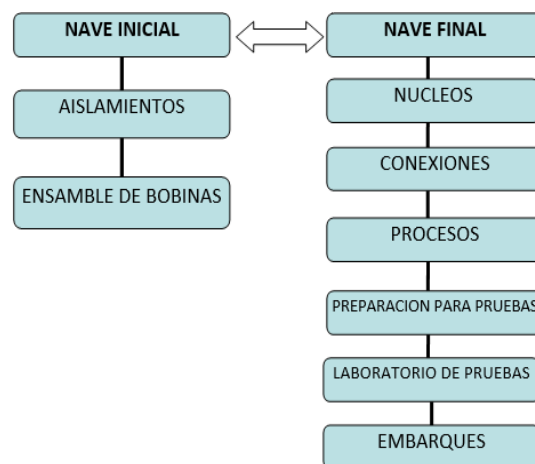 NAVE INICIAL
AISLAMIENTOS
ENSAMBLE DE BOBINAS
NAVE FINAL
NUCLEOS
CONEXIONES
PROCESOS
PREPARACION PARA PRUEBAS
LABORATORIO DE PRUEBAS
EMBARQUES